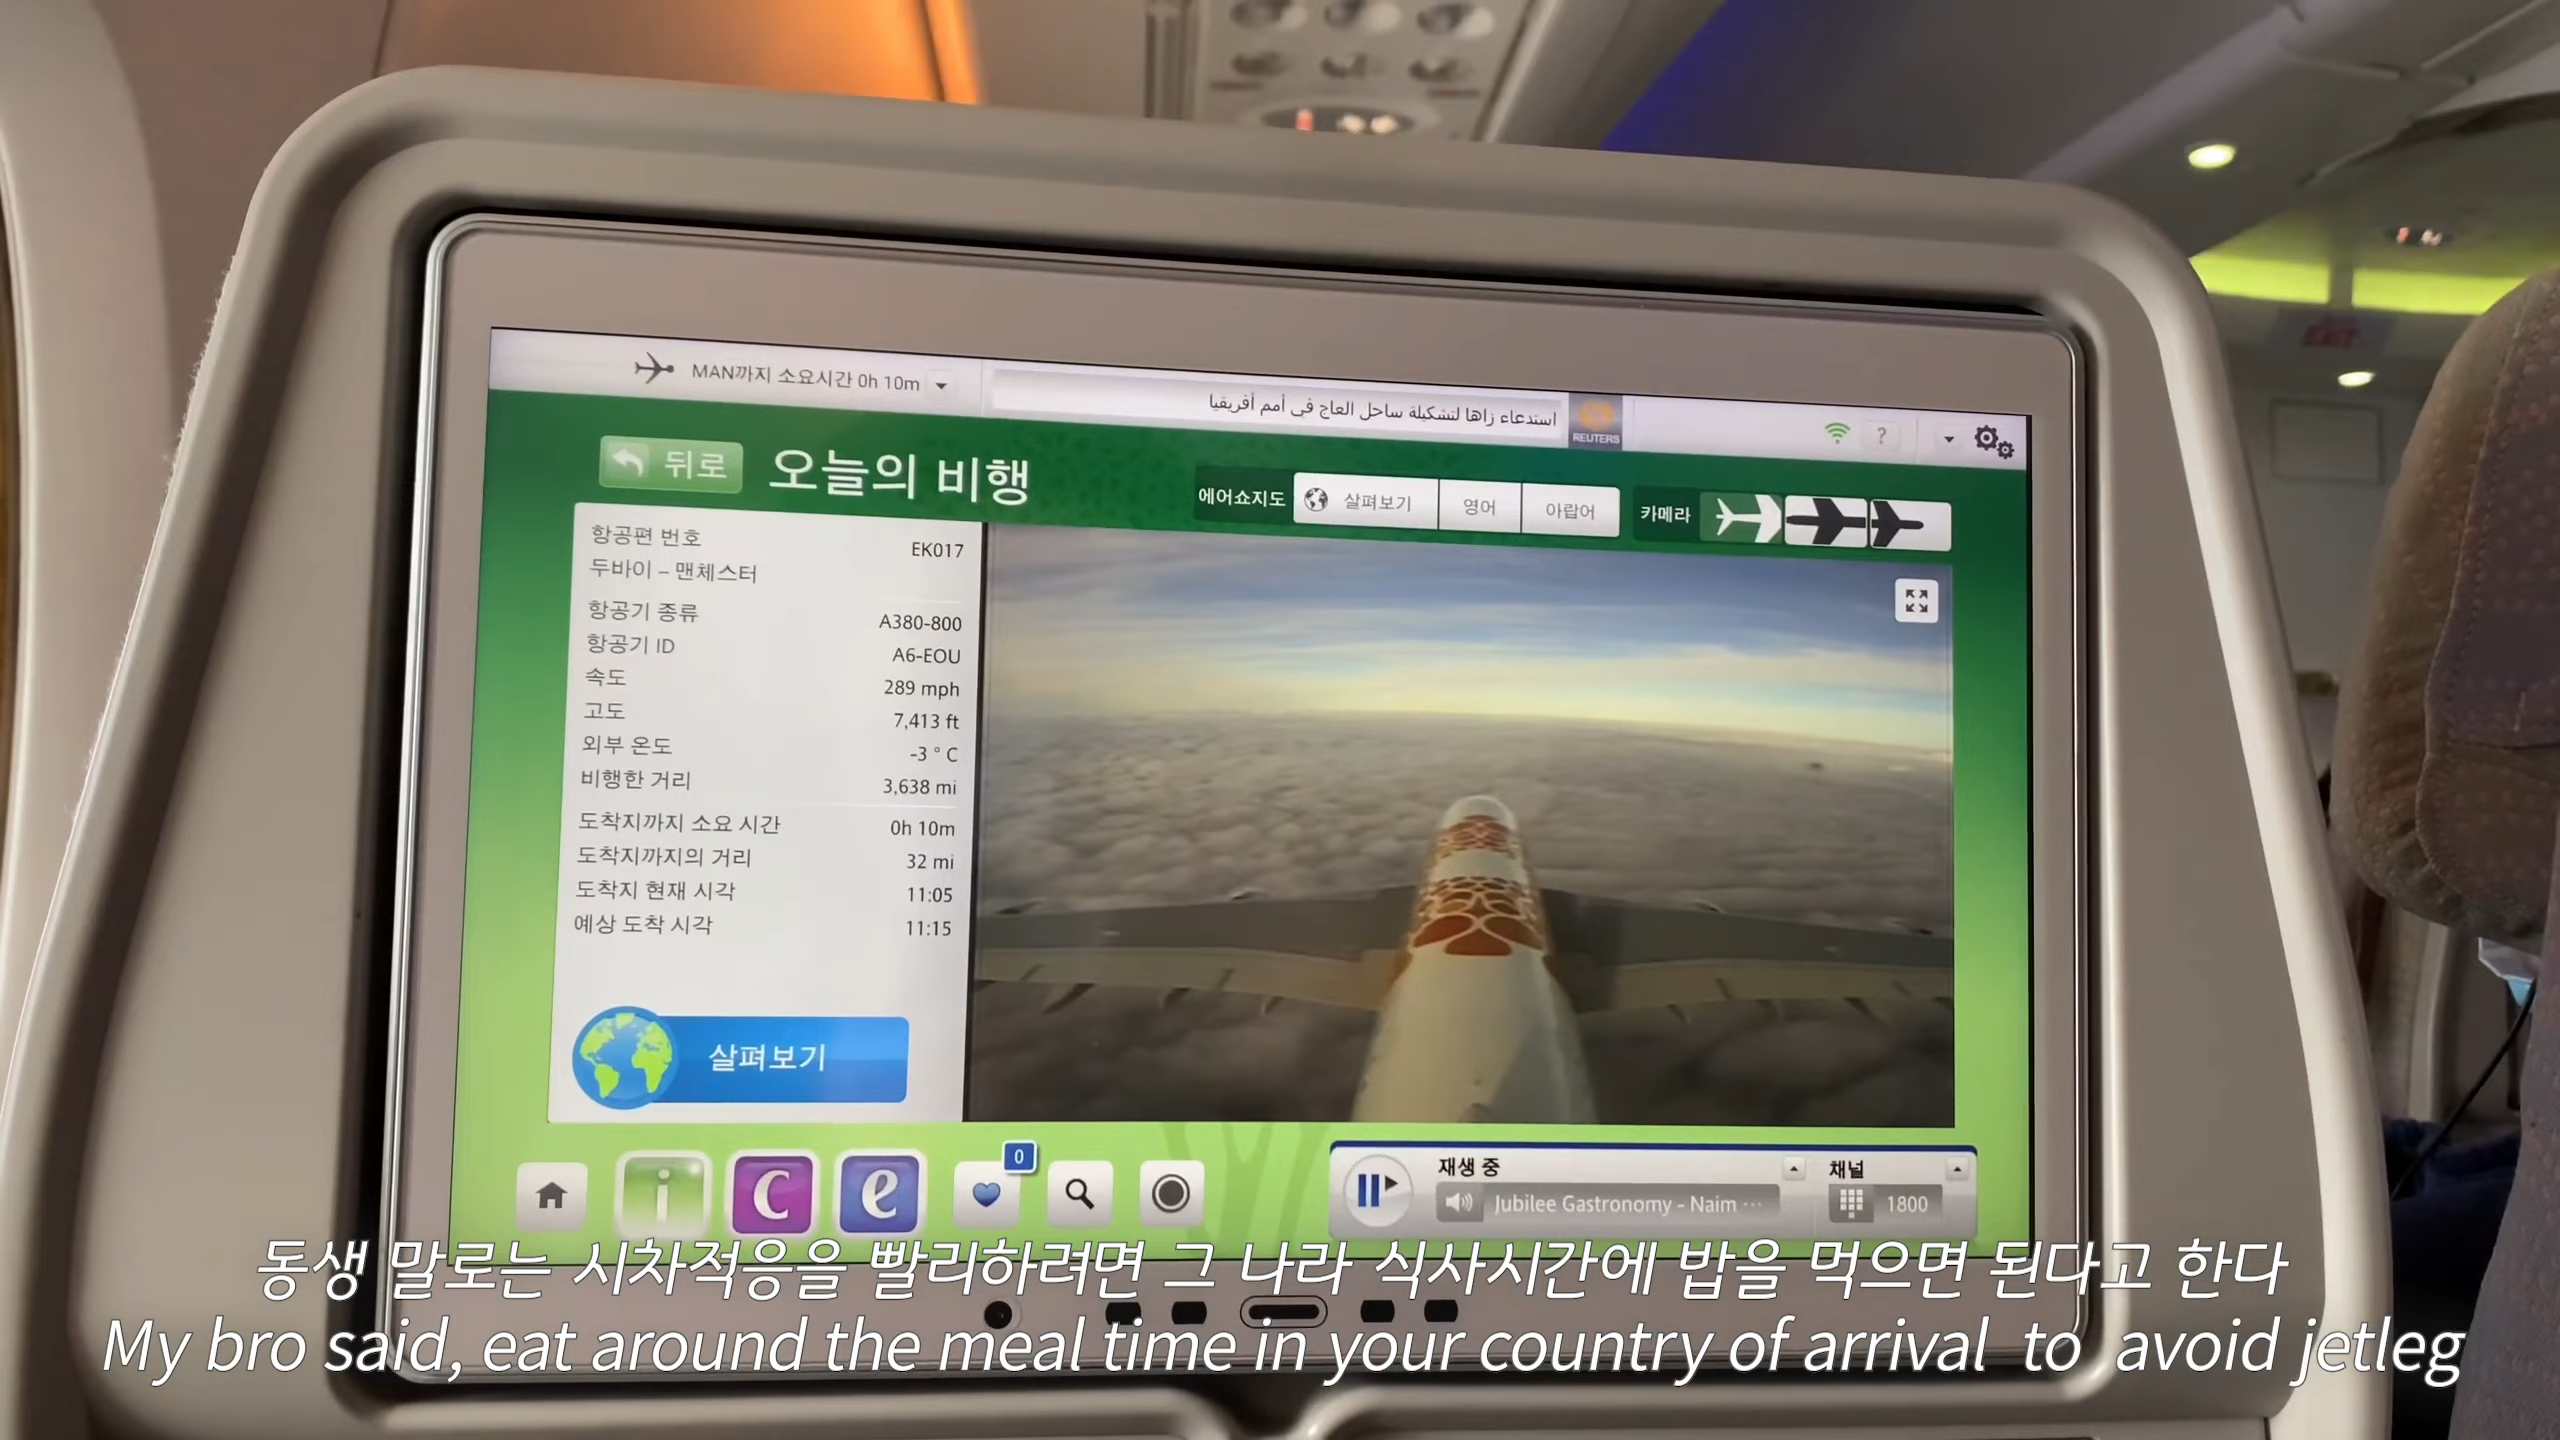 MAN까지 소요시간 0h 10m
استدعاء زاها لتشكيلة ساحل العاج في أمم أفريقيا
REUTERS
?
뒤로
오늘의 비행
에어쇼지도
살펴보기
영어
아랍어
카메라
항공편 번호 EK017
두바이 – 맨체스터
항공기 종류 A380-800
항공기 ID A6-EOU
속도 289 mph
고도 7,413 ft
외부 온도 -3 ° C
비행한 거리 3,638 mi
도착지까지 소요 시간 0h 10m
도착지까지의 거리 32 mi
도착지 현재 시각 11:05
예상 도착 시각 11:15
살펴보기
i
C
e
0
재생 중
Jubilee Gastronomy - Naim ···
채널
1800
동생 말로는 시차적응을 빨리하려면 그 나라 식사시간에 밥을 먹으면 된다고 한다
My bro said, eat around the meal time in your country of arrival to avoid jetleg